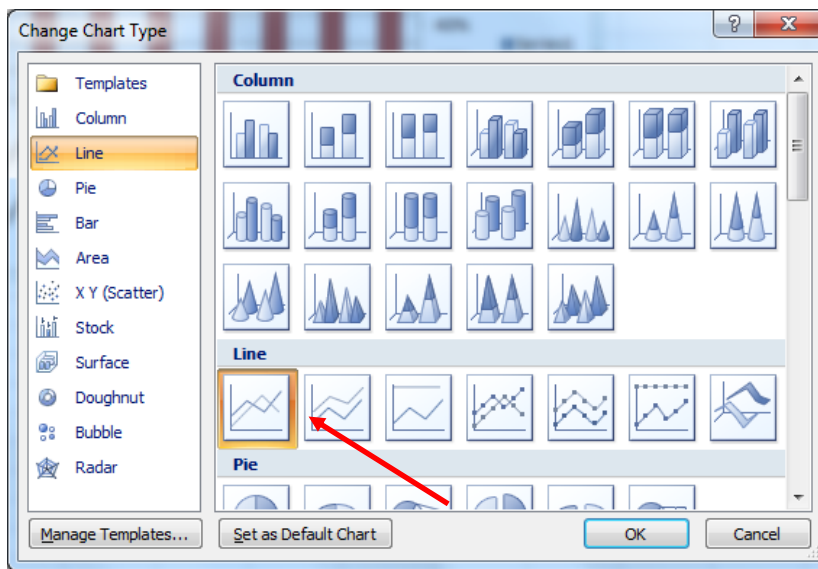 Change Chart Type
Templates
Column
Line
Pie
Bar
Area
X Y (Scatter)
Stock
Surface
Doughnut
Bubble
Radar
Column
Line
Pie
Manage Templates...
Set as Default Chart
OK
Cancel